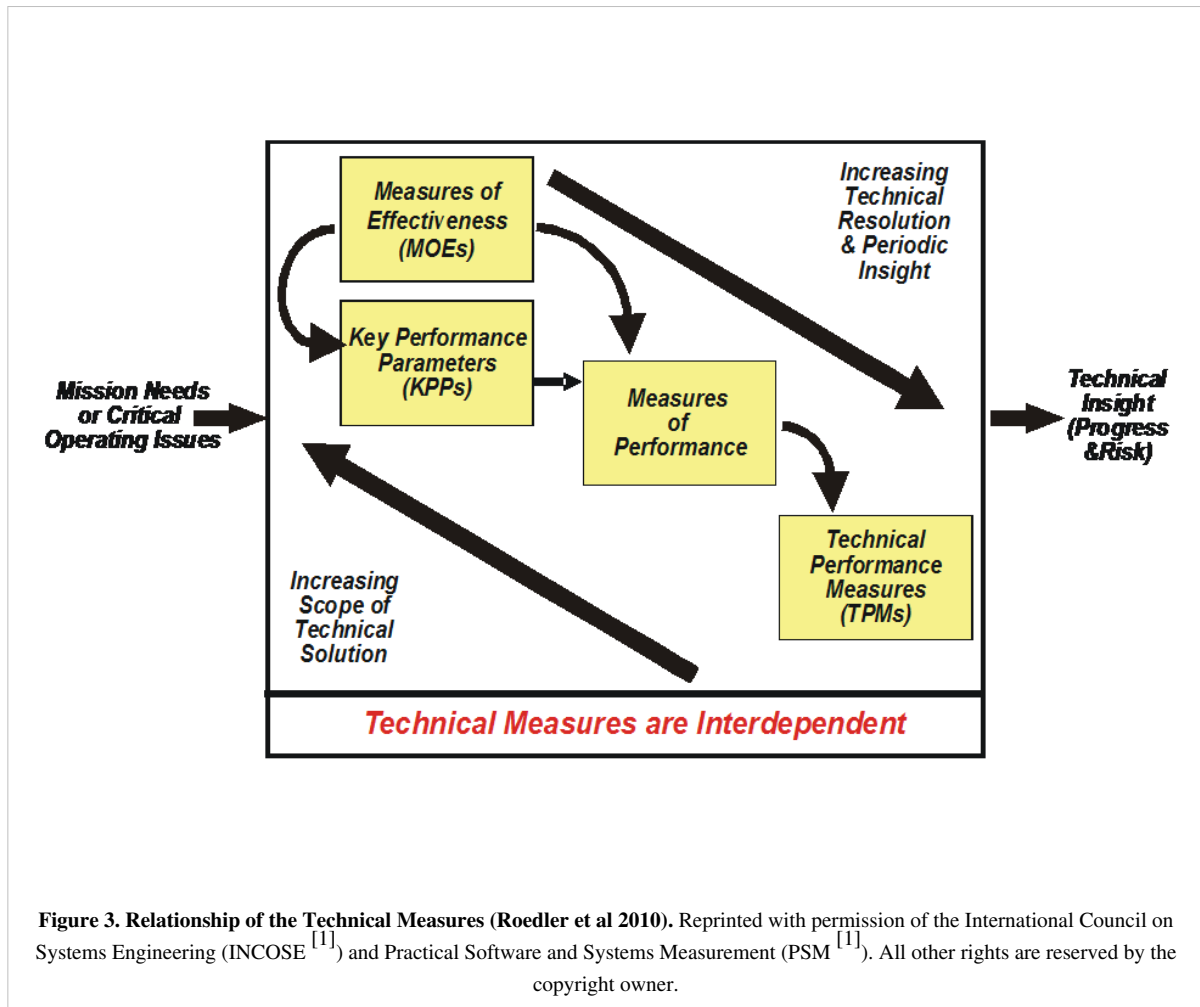 Measures of
Effectiveness
(MOEs)
Increasing
Technical
Resolution
& Periodic
Insight
Key Performance
Parameters
(KPPs)
Mission Needs
or Critical
Operating Issues
Measures
of
Performance
Technical
Insight
(Progress
&Risk)
Technical
Performance
Measures
(TPMs)
Increasing
Scope of
Technical
Solution
Technical Measures are Interdependent
Figure 3. Relationship of the Technical Measures (Roedler et al 2010). Reprinted with permission of the International Council on
Systems Engineering (INCOSE [1]) and Practical Software and Systems Measurement (PSM [1]). All other rights are reserved by the
copyright owner.